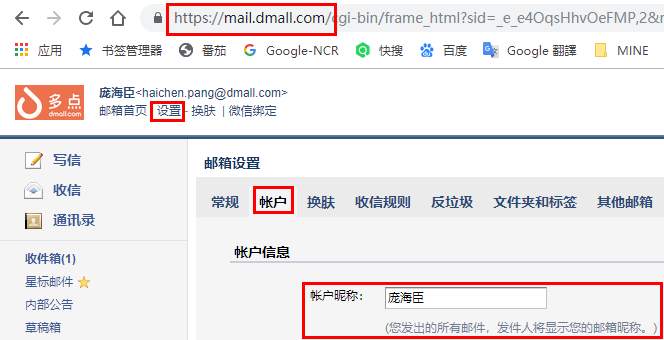 https://mail.dmall.com/cgi-bin/frame_html?sid=_e_e4OqsHhvOeFMP,2&r
应用 书签管理器 番茄 Google-NCR 快搜 百度 Google 翻譯 M
多点
dmall.com
庞海臣<haichen.pang@dmall.com>
邮箱首页 设置 - 换肤 | 微信绑定
写信
收信
通讯录
收件箱(1)
星标邮件
内部公告
草稿箱
邮箱设置
常规 帐户 换肤 收信规则 反垃圾 文件夹和标签 其他邮箱
帐户信息
帐户昵称：
庞海臣
(您发出的所有邮件，发件人将显示您的邮箱昵称。)